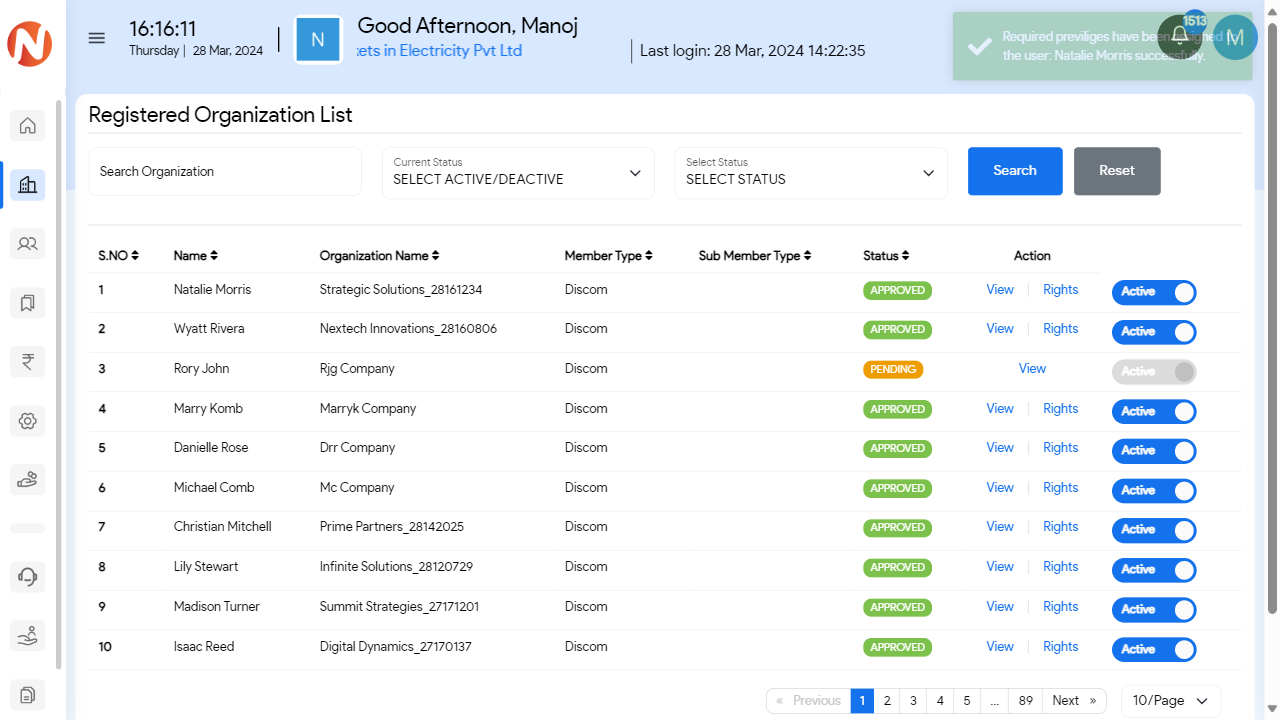 16:16:11
Thursday | 28 Mar. 2024
N
Good Afternoon, Manoj
ets in Electricity Pvt Ltd
Last login: 28 Mar, 2024 14:22:35
Required previliges have been assigned to
the user: Natalie Morris successfully.
1513
M
Registered Organization List
Search Organization
Current Status
SELECT ACTIVE/DEACTIVE
Select Status
SELECT STATUS
Search
Reset
S.NO Name Organization Name Member Type Sub Member Type Status Action
1 Natalie Morris Strategic Solutions_28161234 Discom APPROVED View Rights Active
2 Wyatt Rivera Nextech Innovations_28160806 Discom APPROVED View Rights Active
3 Rory John Rjg Company Discom PENDING View Active
4 Marry Komb Marryk Company Discom APPROVED View Rights Active
5 Danielle Rose Drr Company Discom APPROVED View Rights Active
6 Michael Comb Mc Company Discom APPROVED View Rights Active
7 Christian Mitchell Prime Partners_28142025 Discom APPROVED View Rights Active
8 Lily Stewart Infinite Solutions_28120729 Discom APPROVED View Rights Active
9 Madison Turner Summit Strategies_27171201 Discom APPROVED View Rights Active
10 Isaac Reed Digital Dynamics_27170137 Discom APPROVED View Rights Active
« Previous 1 2 3 4 5 ... 89 Next » 10/Page